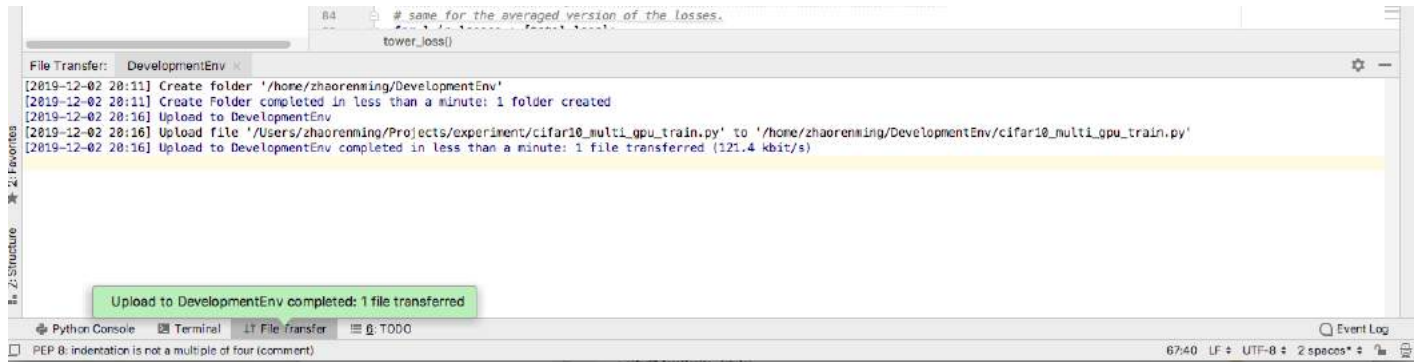 84 # same for the averaged version of the losses.
tower_loss()
File Transfer: DevelopmentEnv ×
[2019-12-02 20:11] Create folder '/home/zhaorenming/DevelopmentEnv'
[2019-12-02 20:11] Create Folder completed in less than a minute: 1 folder created
[2019-12-02 20:16] Upload to DevelopmentEnv
[2019-12-02 20:16] Upload file '/Users/zhaorenming/Projects/experiment/cifar10_multi_gpu_train.py' to '/home/zhaorenming/DevelopmentEnv/cifar10_multi_gpu_train.py'
[2019-12-02 20:16] Upload to DevelopmentEnv completed in less than a minute: 1 file transferred (121.4 kbit/s)
2: Favorites
Z: Structure
Upload to DevelopmentEnv completed: 1 file transferred
Python Console Terminal File Transfer 6: TODO Event Log
PEP 8: indentation is not a multiple of four (comment) 67:40 LF UTF-8 2 spaces*